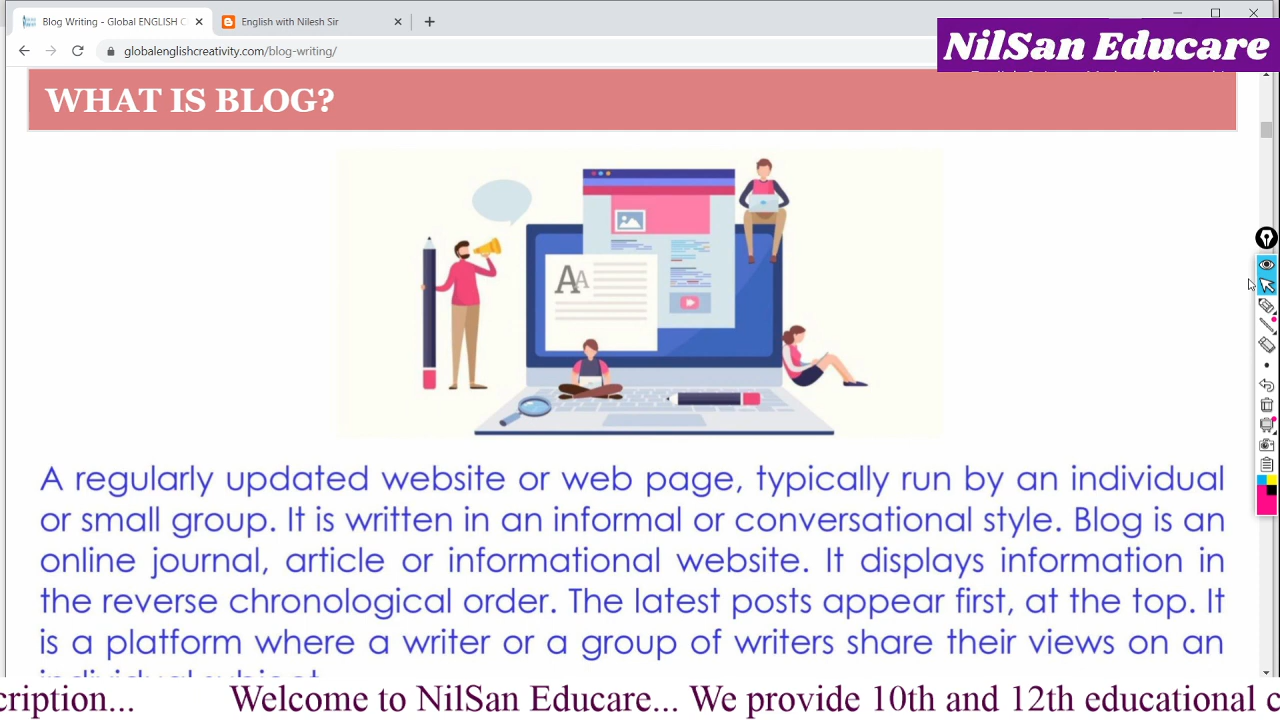 Blog Writing - Global ENGLISH C
English with Nilesh Sir
globalenglishcreativity.com/blog-writing/
NilSan Educare
WHAT IS BLOG?
AA
A regularly updated website or web page, typically run by an individual
or small group. It is written in an informal or conversational style. Blog is an
online journal, article or informational website. It displays information in
the reverse chronological order. The latest posts appear first, at the top. It
is a platform where a writer or a group of writers share their views on an
individual subject.
cription... Welcome to NilSan Educare... We provide 10th and 12th educational c